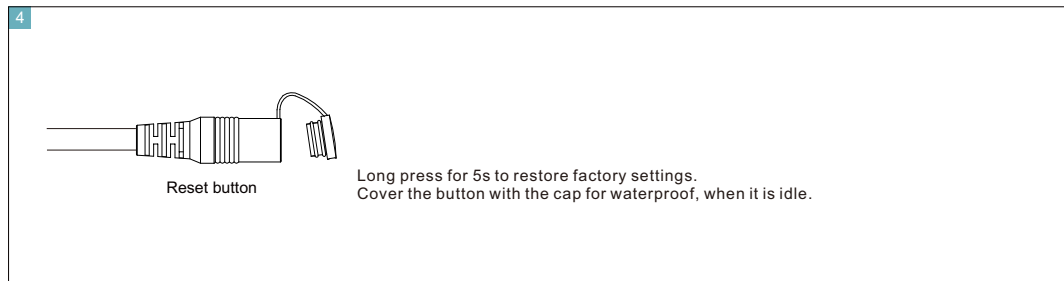 4
Reset button
Long press for 5s to restore factory settings.
Cover the button with the cap for waterproof, when it is idle.